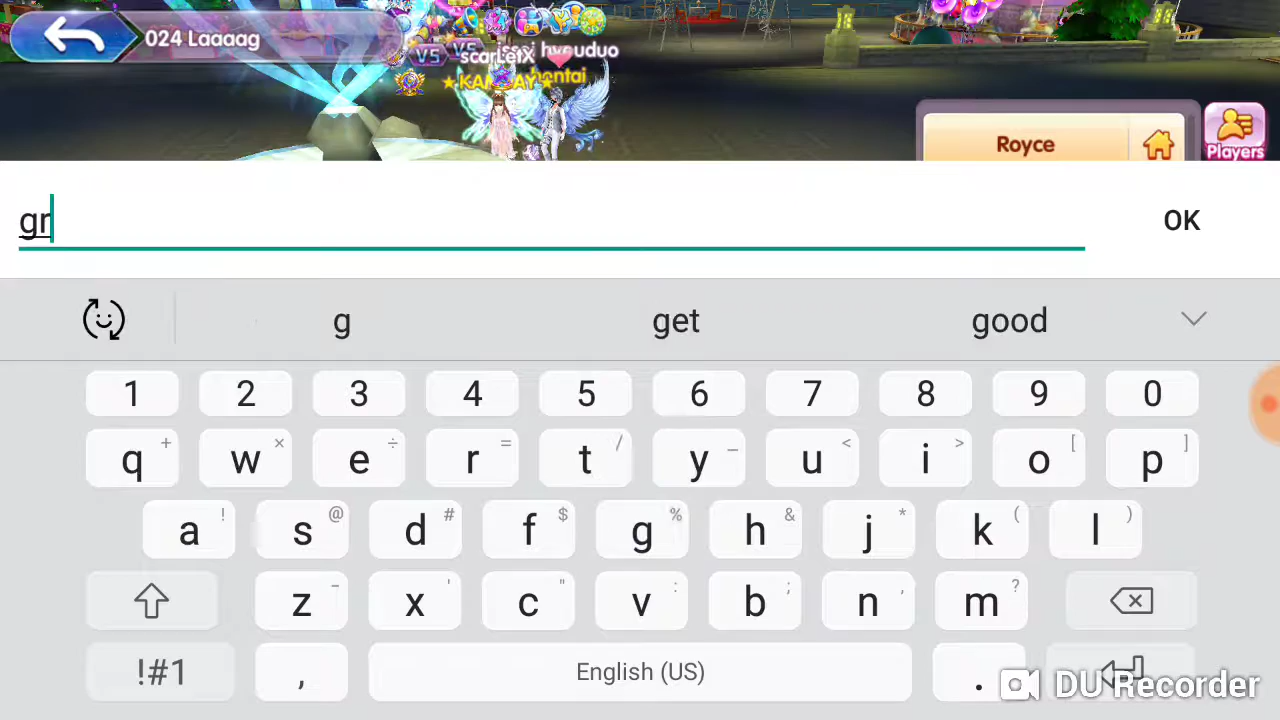 024 Laaaag
V5
scarLetX
hyeuduo
hentai
Royce
Players
gr
OK
g get good
1 2 3 4 5 6 7 8 9 0
q + w × e ÷ r = t / y _ u < i > o [ p ]
a ! s @ d # f $ g % h & j * k ( l )
z - x ' c " v : b ; n , m ?
!#1 , English (US) .
DU Recorder